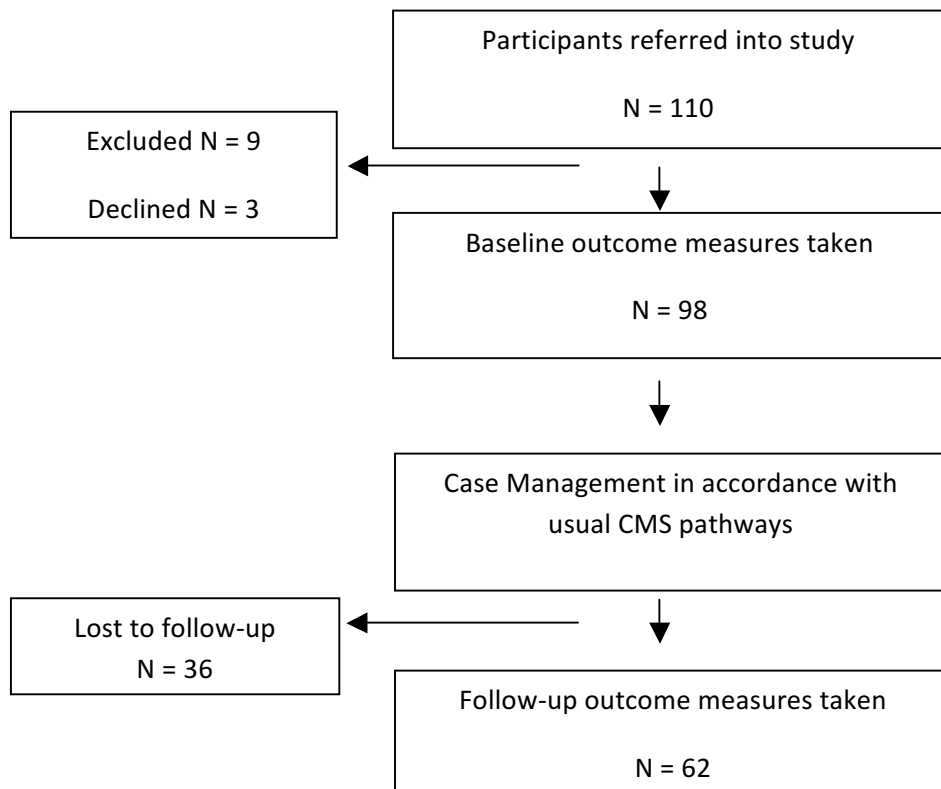 Participants referred into study
N = 110
Excluded N = 9
Declined N = 3
Baseline outcome measures taken
N = 98
Case Management in accordance with
usual CMS pathways
Lost to follow-up
N = 36
Follow-up outcome measures taken
N = 62